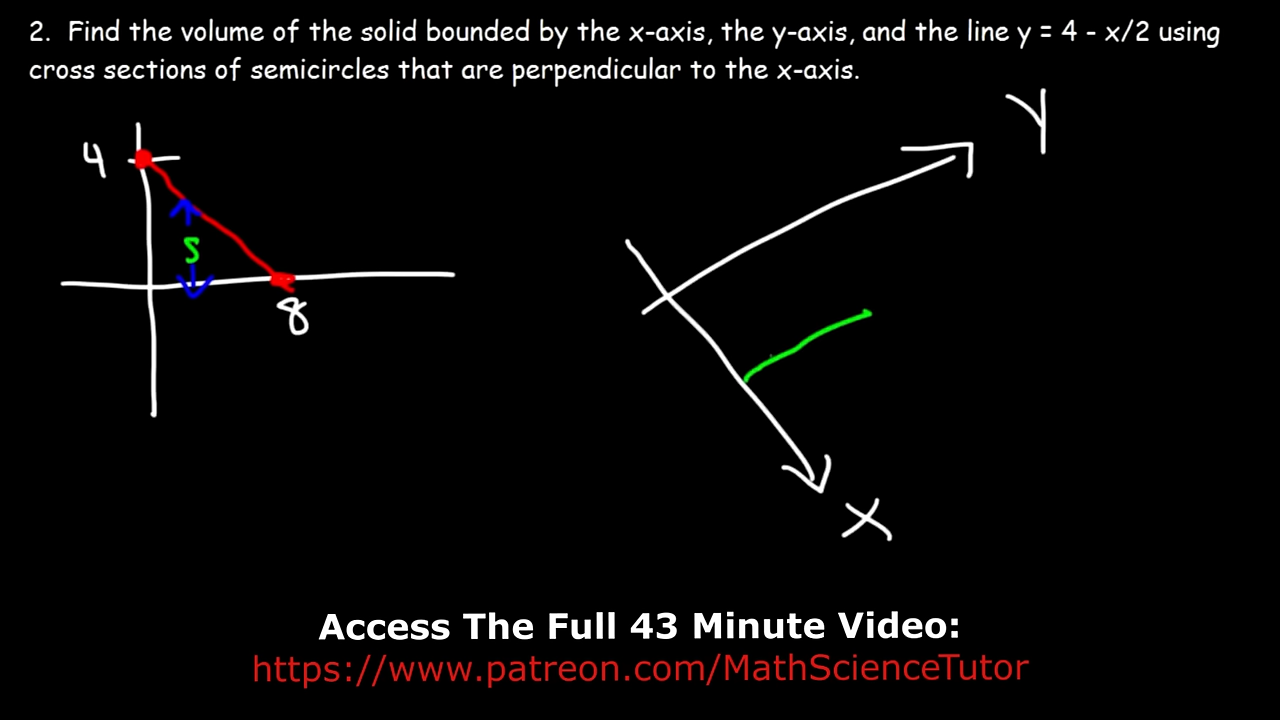 2. Find the volume of the solid bounded by the x-axis, the y-axis, and the line y = 4 - x/2 using
cross sections of semicircles that are perpendicular to the x-axis.
Y
4
S
8
X
Access The Full 43 Minute Video:
https://www.patreon.com/MathScienceTutor